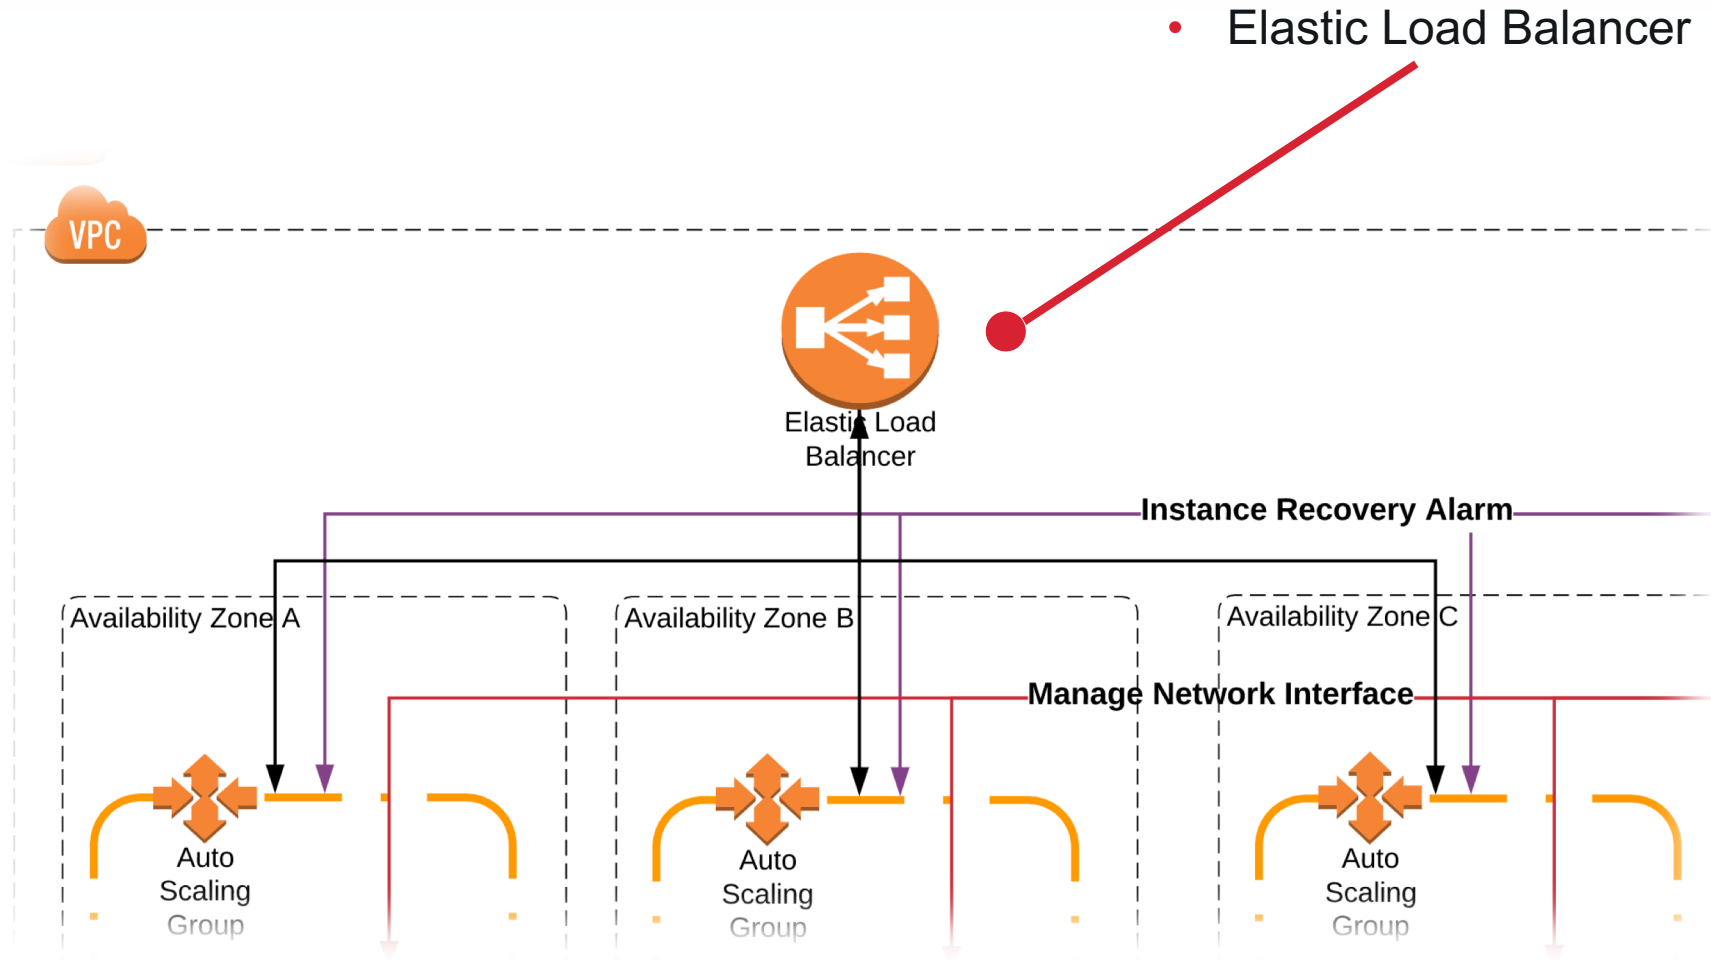 • Elastic Load Balancer
VPC
Elastic Load
Balancer
Instance Recovery Alarm
Availability Zone A
Availability Zone B
Availability Zone C
Manage Network Interface
Auto
Scaling
Group
Auto
Scaling
Group
Auto
Scaling
Group